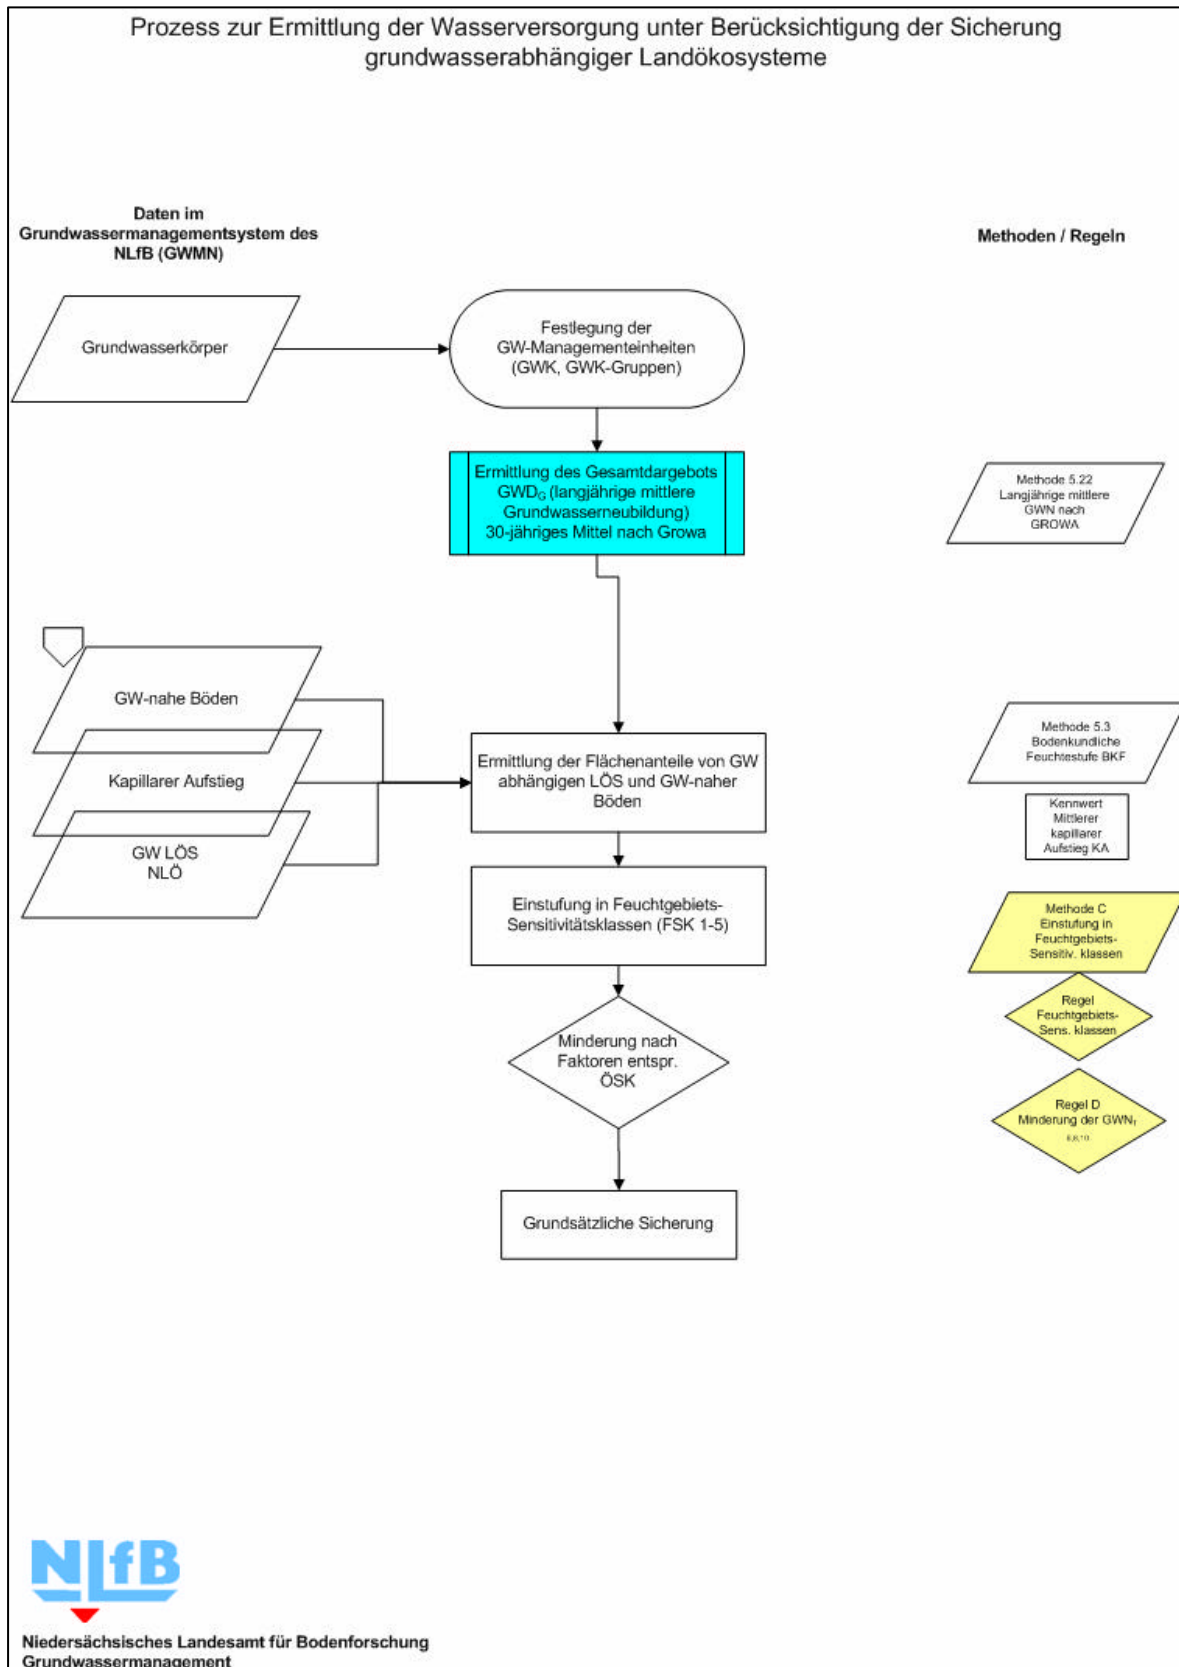 Prozess zur Ermittlung der Wasserversorgung unter Berücksichtigung der Sicherung
grundwasserabhängiger Landökosysteme
Daten im
Grundwassermanagementsystem des
NLfB (GWMN)
Methoden / Regeln
Grundwasserkörper
Festlegung der
GW-Managementeinheiten
(GWK, GWK-Gruppen)
Ermittlung des Gesamtdargebots
GWD_G (langjährige mittlere
Grundwasserneubildung)
30-jähriges Mittel nach Growa
Methode 5.22
Langjährige mittlere
GWN nach
GROWA
GW-nahe Böden
Kapillarer Aufstieg
GW LÖS
NLÖ
Ermittlung der Flächenanteile von GW
abhängigen LÖS und GW-naher
Böden
Methode 5.3
Bodenkundliche
Feuchtestufe BKF
Kennwert
Mittlerer
kapillarer
Aufstieg KA
Einstufung in Feuchtgebiets-
Sensitivitätsklassen (FSK 1-5)
Methode C
Einstufung in
Feuchtgebiets-
Sensitiv. klassen
Regel
Feuchtgebiets-
Sens. klassen
Minderung nach
Faktoren entspr.
ÖSK
Regel D
Minderung der GWN
Grundsätzliche Sicherung
NLfB
Niedersächsisches Landesamt für Bodenforschung
Grundwassermanagement